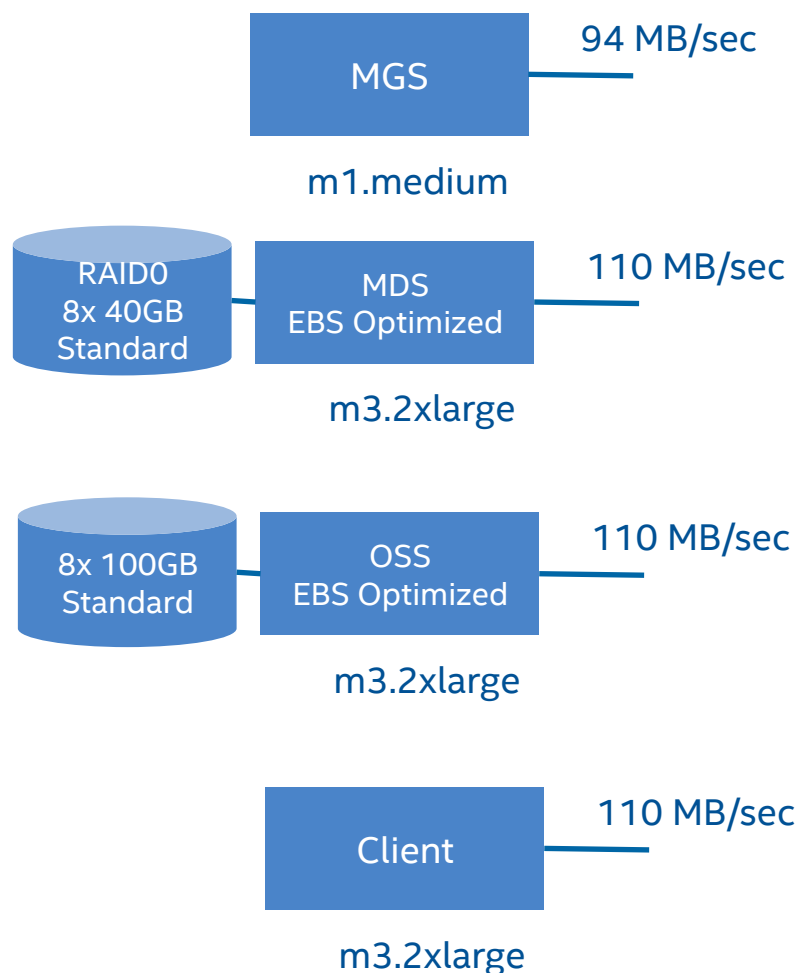 94 MB/sec
MGS
m1.medium
RAID0
8x 40GB
Standard
MDS
EBS Optimized
110 MB/sec
m3.2xlarge
8x 100GB
Standard
OSS
EBS Optimized
110 MB/sec
m3.2xlarge
110 MB/sec
Client
m3.2xlarge